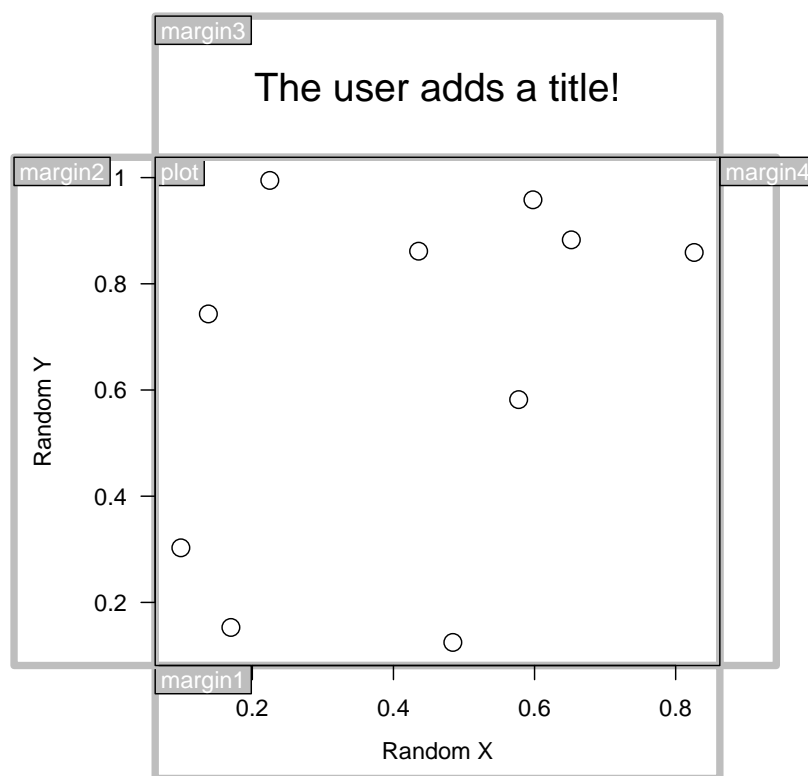 margin3
The user adds a title!
margin2
plot
margin4
1
0.8
0.6
0.4
0.2
Random Y
margin1
0.2 0.4 0.6 0.8
Random X